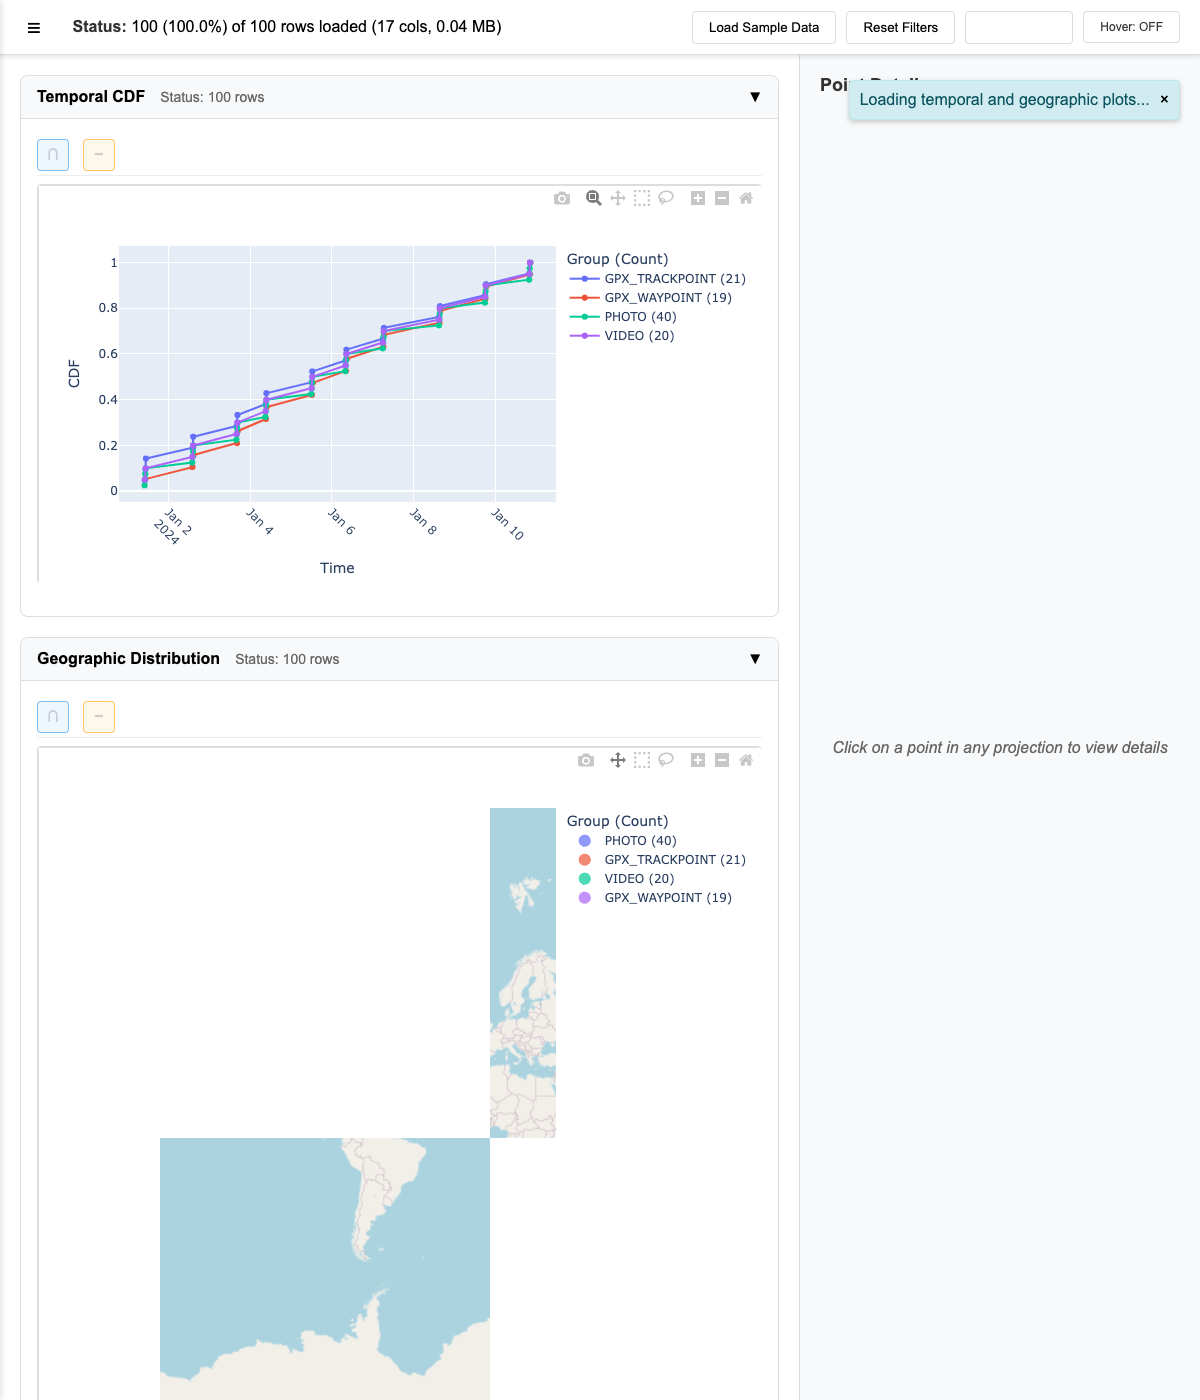 ≡ Status: 100 (100.0%) of 100 rows loaded (17 cols, 0.04 MB) Load Sample Data Reset Filters Hover: OFF
Temporal CDF Status: 100 rows ▼
∩ −
Group (Count)
GPX_TRACKPOINT (21)
GPX_WAYPOINT (19)
PHOTO (40)
VIDEO (20)
1
0.8
0.6
0.4
0.2
0
CDF
Jan 2
2024
Jan 4
Jan 6
Jan 8
Jan 10
Time
Geographic Distribution Status: 100 rows ▼
∩ −
Group (Count)
PHOTO (40)
GPX_TRACKPOINT (21)
VIDEO (20)
GPX_WAYPOINT (19)
Loading temporal and geographic plots... ×
Click on a point in any projection to view details